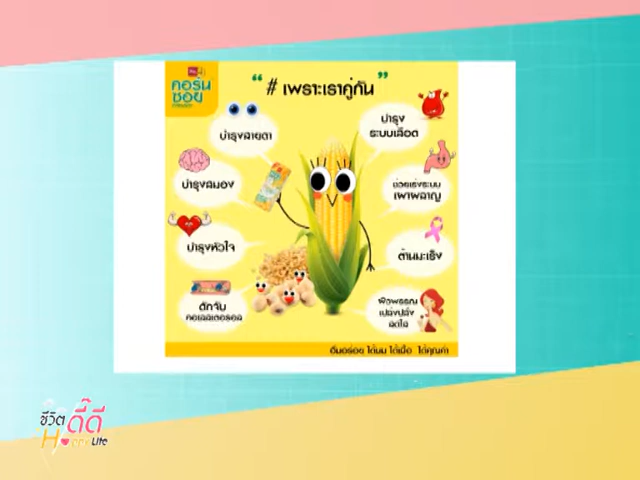 คอร์น
ซอย
“ # เพราะเราคู่กัน ”
บำรุงสายตา
บำรุง
ระบบเลือด
บำรุงสมอง
ช่วยเร่งระบบ
เผาผลาญ
บำรุงหัวใจ
ต้านมะเร็ง
ดักจับ
คอเลสเตอรอล
ผิวพรรณ
เปล่งปลั่ง
สดใส
อิ่มอร่อย ได้นม ได้เนื้อ ได้คุณค่า
ชีวิต ดี๊ดี
Happy Life